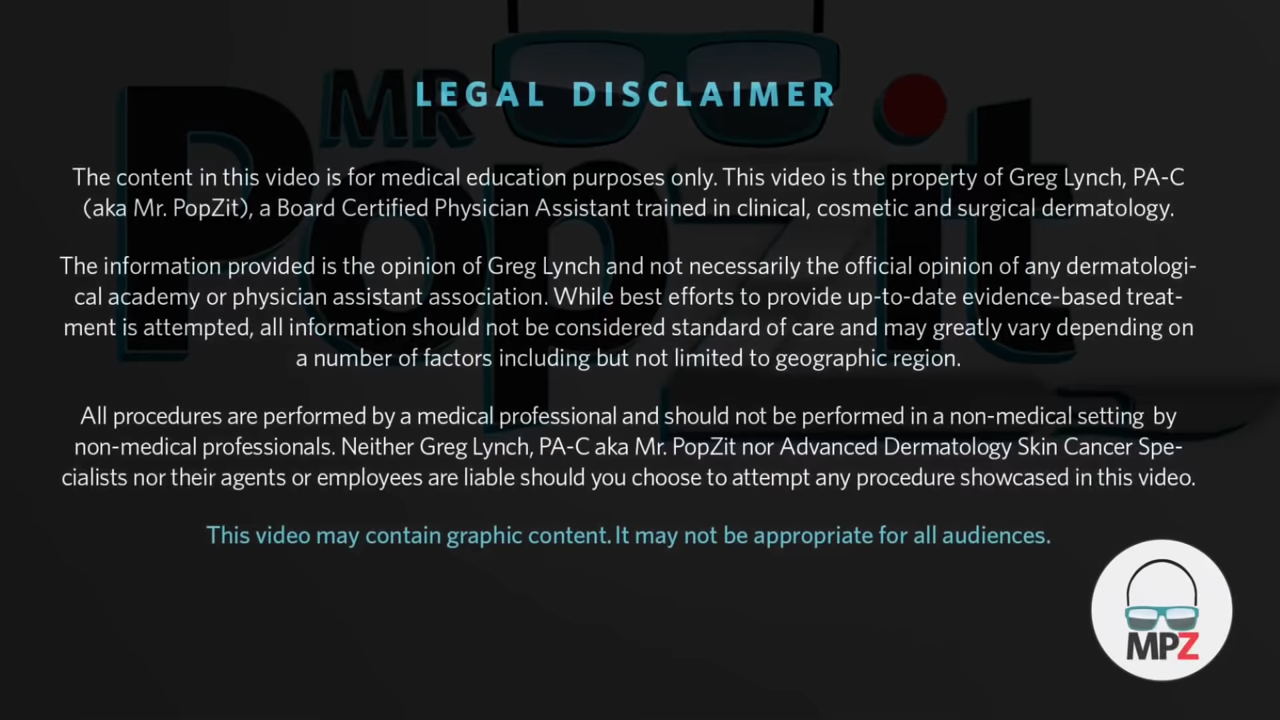 MR
PopZit
LEGAL DISCLAIMER
The content in this video is for medical education purposes only. This video is the property of Greg Lynch, PA-C
(aka Mr. PopZit), a Board Certified Physician Assistant trained in clinical, cosmetic and surgical dermatology.
The information provided is the opinion of Greg Lynch and not necessarily the official opinion of any dermatologi-
cal academy or physician assistant association. While best efforts to provide up-to-date evidence-based treat-
ment is attempted, all information should not be considered standard of care and may greatly vary depending on
a number of factors including but not limited to geographic region.
All procedures are performed by a medical professional and should not be performed in a non-medical setting by
non-medical professionals. Neither Greg Lynch, PA-C aka Mr. PopZit nor Advanced Dermatology Skin Cancer Spe-
cialists nor their agents or employees are liable should you choose to attempt any procedure showcased in this video.
This video may contain graphic content. It may not be appropriate for all audiences.
MPZ